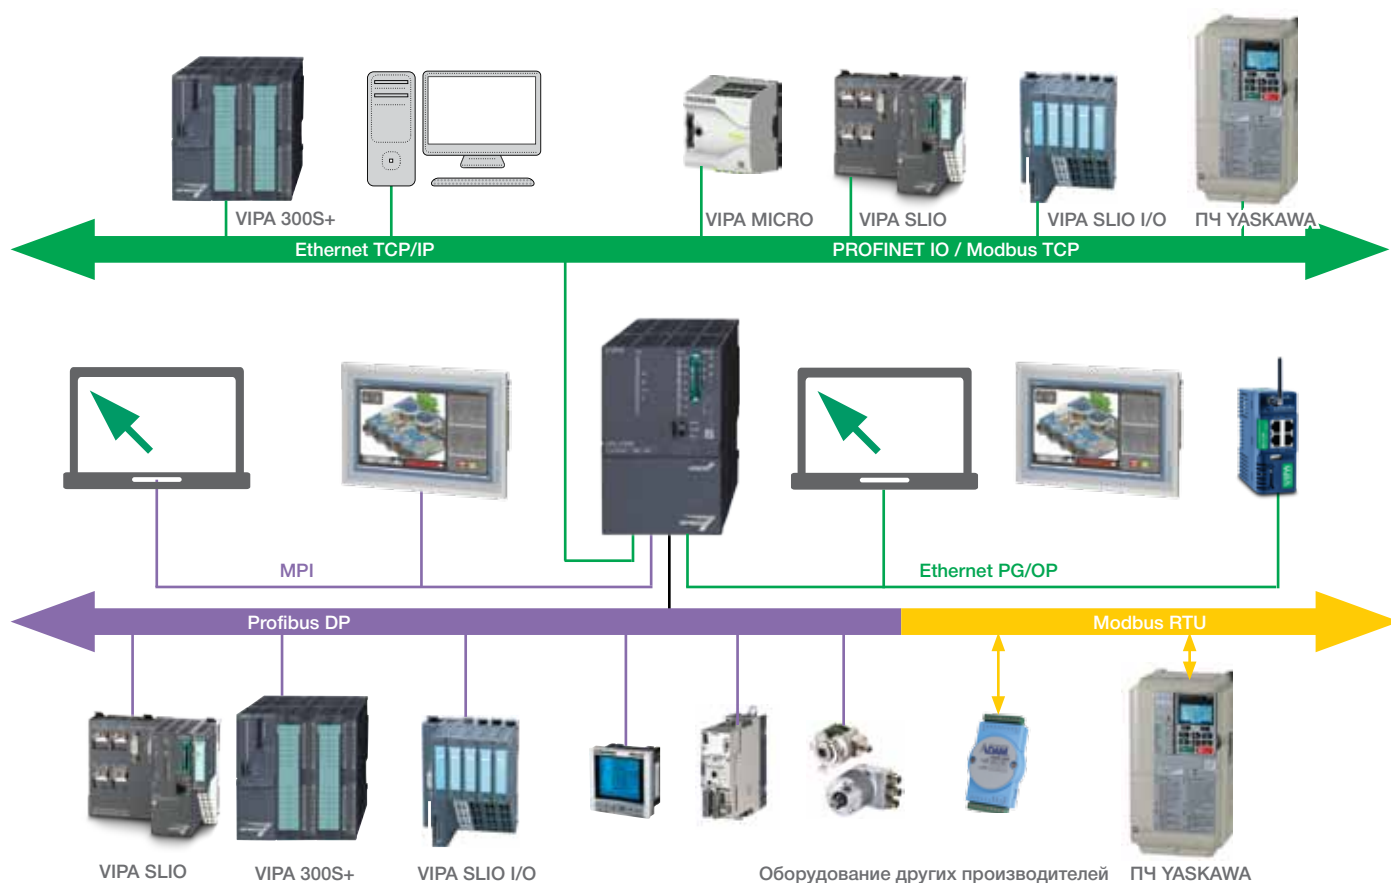 VIPA 300S+
VIPA MICRO
VIPA SLIO
VIPA SLIO I/O
ПЧ YASKAWA
Ethernet TCP/IP
PROFINET IO / Modbus TCP
MPI
Ethernet PG/OP
Profibus DP
Modbus RTU
ADAM
VIPA SLIO
VIPA 300S+
VIPA SLIO I/O
Оборудование других производителей
ПЧ YASKAWA